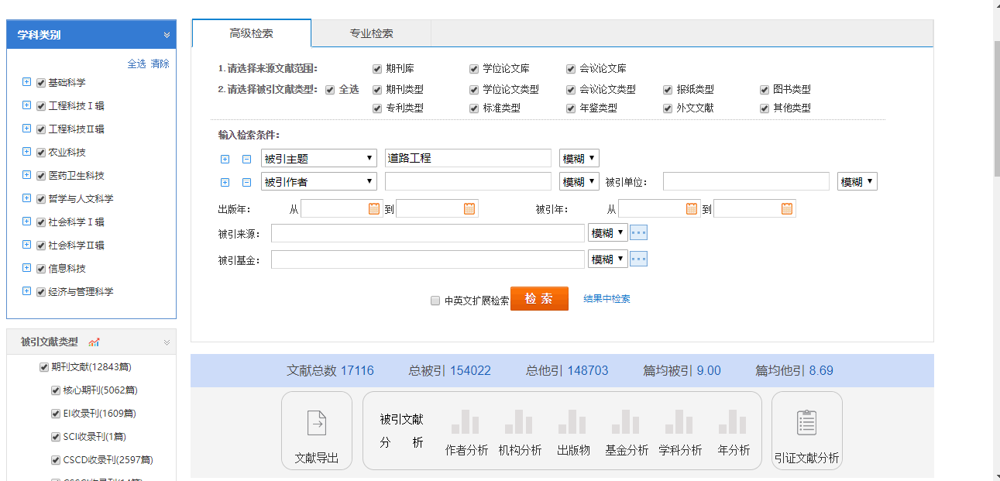 学科类别
全选 清除
基础科学
工程科技Ⅰ辑
工程科技Ⅱ辑
农业科技
医药卫生科技
哲学与人文科学
社会科学Ⅰ辑
社会科学Ⅱ辑
信息科技
经济与管理科学
被引文献类型
期刊文献(12843篇)
核心期刊(5062篇)
EI收录刊(1609篇)
SCI收录刊(1篇)
CSCD收录刊(2597篇)
高级检索 专业检索
1.请选择来源文献范围: 期刊库 学位论文库 会议论文库
2.请选择被引文献类型: 全选 期刊类型 学位论文类型 会议论文类型 报纸类型 图书类型
专利类型 标准类型 年鉴类型 外文文献 其他类型
输入检索条件:
被引主题 道路工程 模糊
被引作者 模糊 被引单位: 模糊
出版年: 从 到 被引年: 从 到
被引来源: 模糊
被引基金: 模糊
中英文扩展检索 检 索 结果中检索
文献总数 17116 总被引 154022 总他引 148703 篇均被引 9.00 篇均他引 8.69
文献导出
被引文献
分 析
作者分析 机构分析 出版物 基金分析 学科分析 年分析
引证文献分析